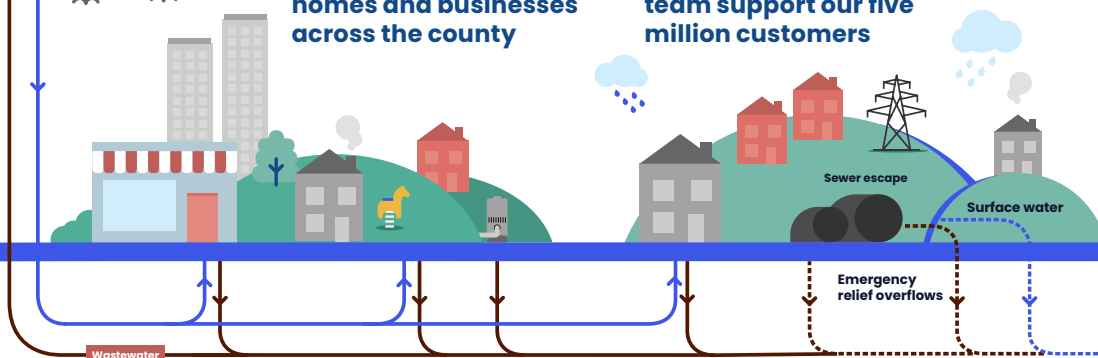 homes and businesses
across the county
team support our five
million customers
Sewer escape
Surface water
Emergency
relief overflows
Wastewater